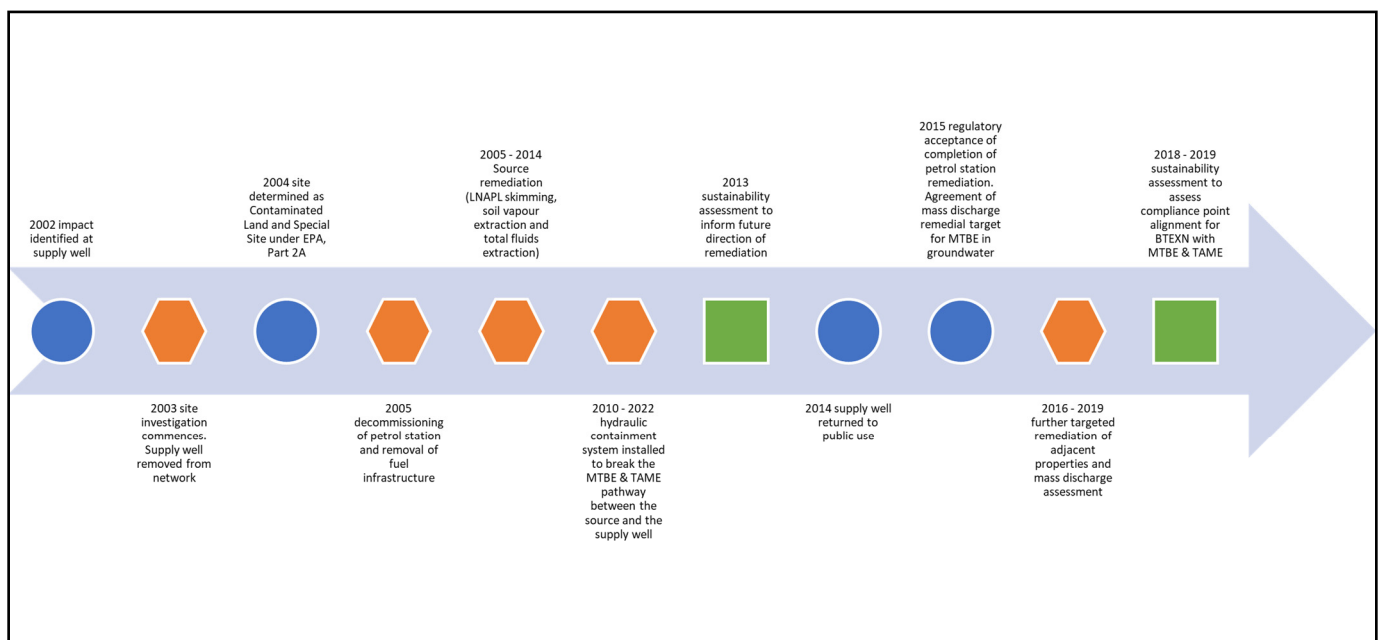 2002 impact
identified at
supply well
2003 site
investigation
commences.
Supply well
removed from
network
2004 site
determined as
Contaminated
Land and Special
Site under EPA,
Part 2A
2005
decommissioning
of petrol station
and removal of
fuel
infrastructure
2005 - 2014
Source
remediation
(LNAPL skimming,
soil vapour
extraction and
total fluids
extraction)
2010 - 2022
hydraulic
containment
system installed
to break the
MTBE & TAME
pathway
between the
source and the
supply well
2013
sustainability
assessment to
inform future
direction of
remediation
2014 supply well
returned to
public use
2015 regulatory
acceptance of
completion of
petrol station
remediation.
Agreement of
mass discharge
remedial target
for MTBE in
groundwater
2016 - 2019
further targeted
remediation of
adjacent
properties and
mass discharge
assessment
2018 - 2019
sustainability
assessment to
assess
compliance point
alignment for
BTEXN with
MTBE & TAME